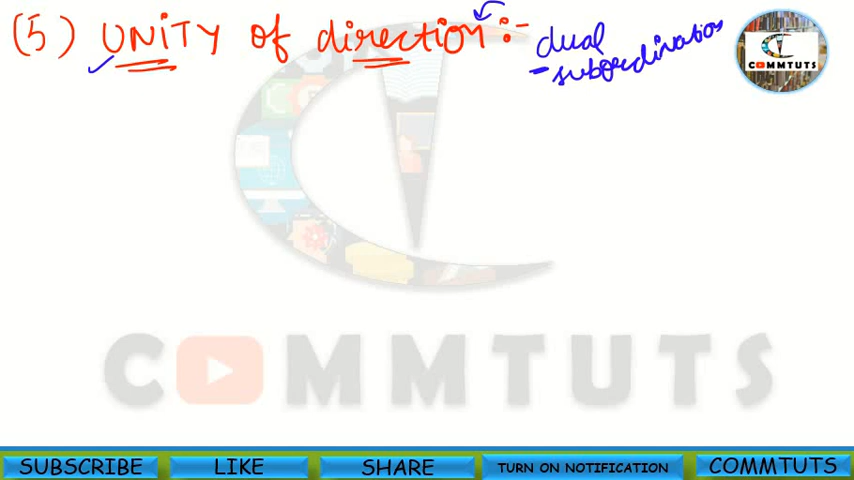 (5) UNITY of direction :-
dual
- subordination
COMMTUTS
COMMTUTS
SUBSCRIBE LIKE SHARE TURN ON NOTIFICATION COMMTUTS